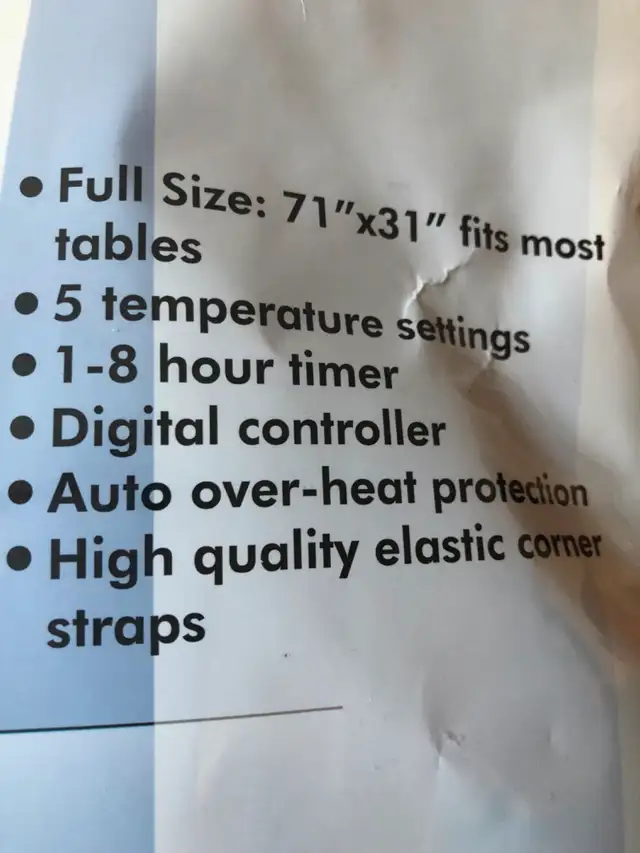 • Full Size: 71”x31” fits most
tables
• 5 temperature settings
• 1-8 hour timer
• Digital controller
• Auto over-heat protection
• High quality elastic corner
straps